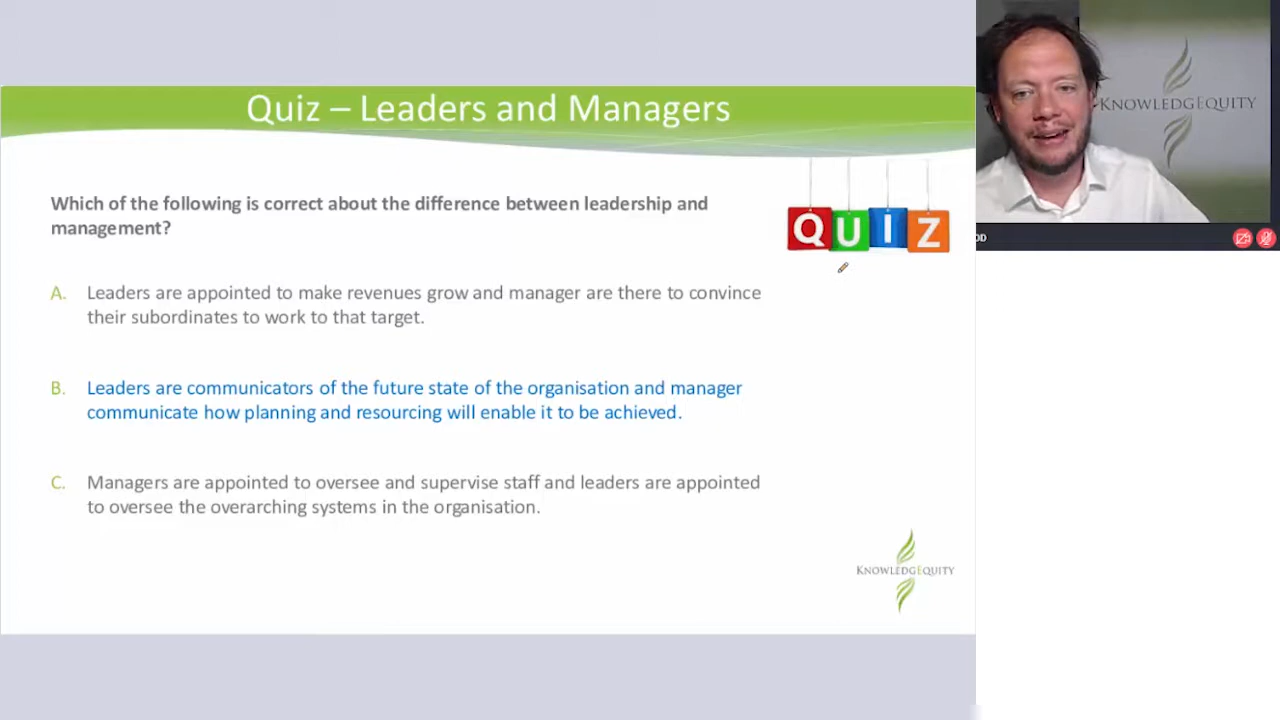 Quiz – Leaders and Managers
KNOWLEDGEQUITY
Which of the following is correct about the difference between leadership and
management?
QUIZ
OD
A. Leaders are appointed to make revenues grow and manager are there to convince
their subordinates to work to that target.
B. Leaders are communicators of the future state of the organisation and manager
communicate how planning and resourcing will enable it to be achieved.
C. Managers are appointed to oversee and supervise staff and leaders are appointed
to oversee the overarching systems in the organisation.
KNOWLEDGEQUITY